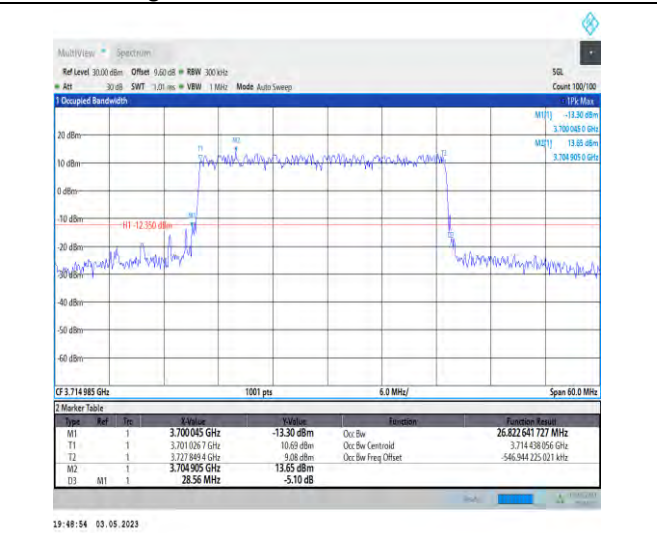 MultiView Spectrum
Ref Level 30.00 dBm Offset 9.60 dB RBW 300 kHz SGL
Att 30 dB SWT 1.01 ms VBW 1 MHz Mode Auto Sweep Count 100/100
1 Occupied Bandwidth 1Pk Max
M1[1] -13.30 dBm
3.700 045 0 GHz
M2[1] 13.65 dBm
3.704 905 0 GHz
20 dBm
T1 M2 T2
10 dBm
0 dBm
-10 dBm
M1
H1 -12.350 dBm
D3
-20 dBm
-30 dBm
-40 dBm
-50 dBm
-60 dBm
CF 3.714 985 GHz 1001 pts 6.0 MHz/ Span 60.0 MHz
2 Marker Table
Type Ref Trc X-Value Y-Value Function Function Result
M1 1 3.700 045 GHz -13.30 dBm Occ Bw 26.822 641 727 MHz
T1 1 3.701 026 7 GHz 10.69 dBm Occ Bw Centroid 3.714 438 056 GHz
T2 1 3.727 849 4 GHz 9.08 dBm Occ Bw Freq Offset -546.944 225 021 kHz
M2 1 3.704 905 GHz 13.65 dBm
D3 M1 1 28.56 MHz -5.10 dB
19:48:54 03.05.2023